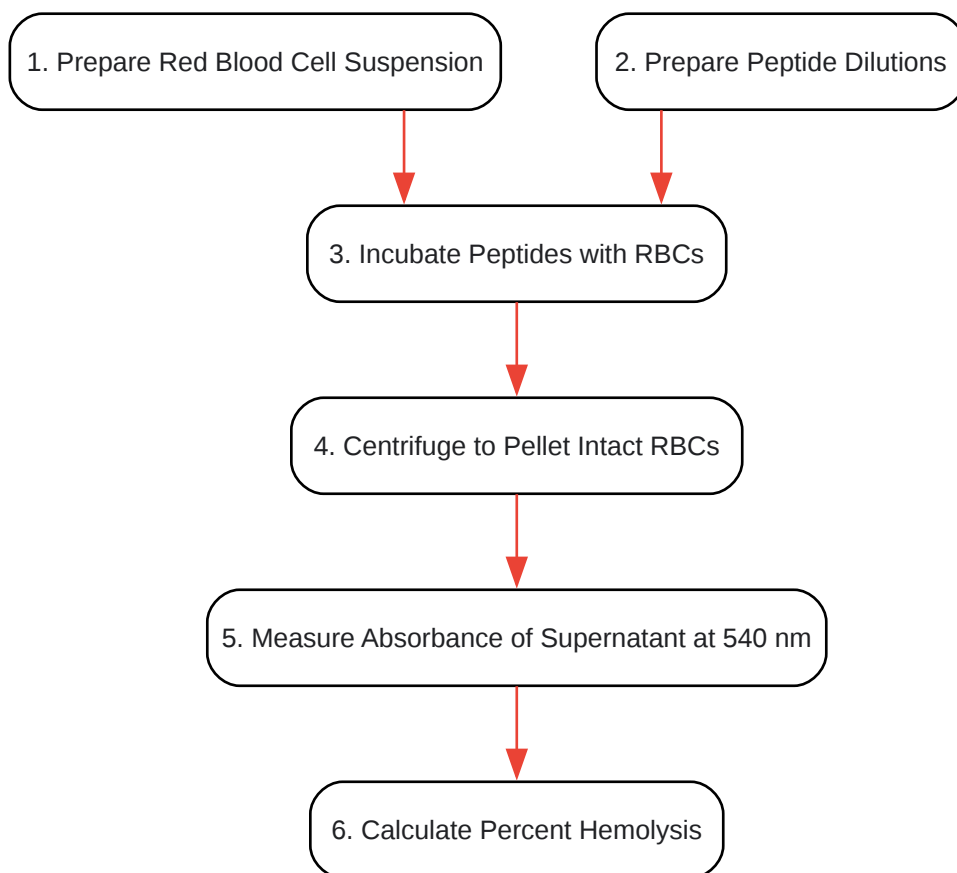 1. Prepare Red Blood Cell Suspension
2. Prepare Peptide Dilutions
3. Incubate Peptides with RBCs
4. Centrifuge to Pellet Intact RBCs
5. Measure Absorbance of Supernatant at 540 nm
6. Calculate Percent Hemolysis